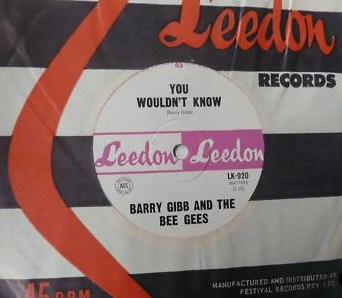 Leedon
RECORDS
45
YOU
WOULDN'T KNOW
(Barry Gibb)
Leedon Leedon
LK-920
BARRY GIBB AND THE
BEE GEES
45 RPM
MANUFACTURED AND DISTRIBUTED BY
FESTIVAL RECORDS PTY. LTD.